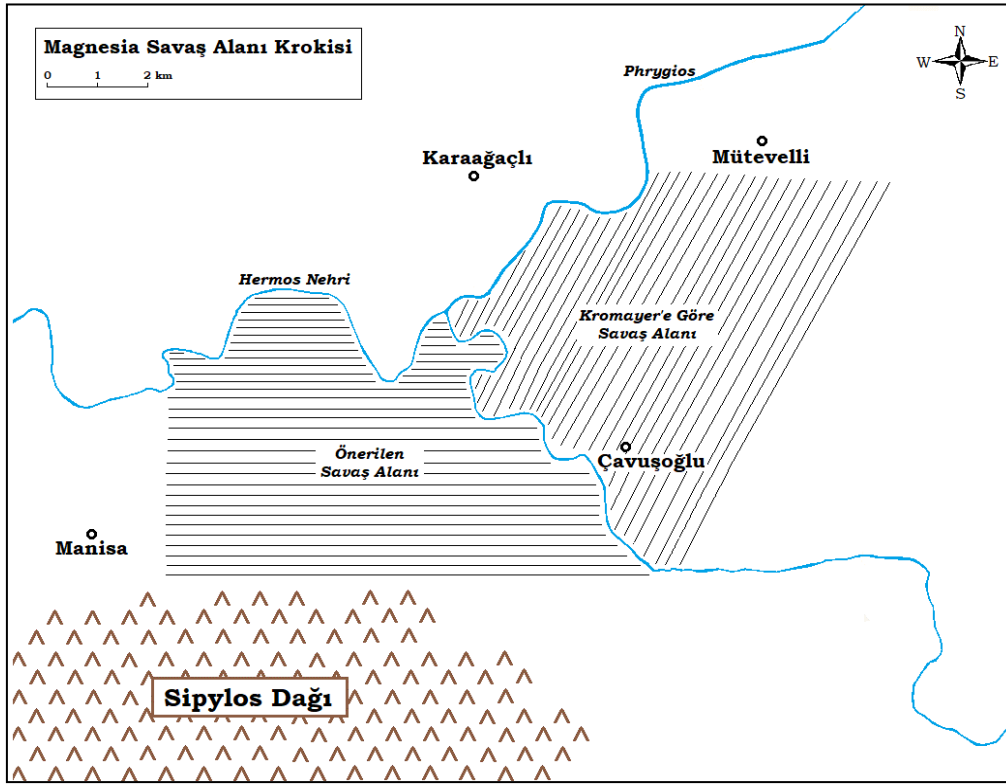 Magnesia Savaş Alanı Krokisi
0 1 2 km
N
W E
S
Phrygios
Karaağaçlı
Mütevelli
Hermos Nehri
Kromayer'e Göre
Savaş Alanı
Önerilen
Savaş Alanı
Çavuşoğlu
Manisa
Sipylos Dağı